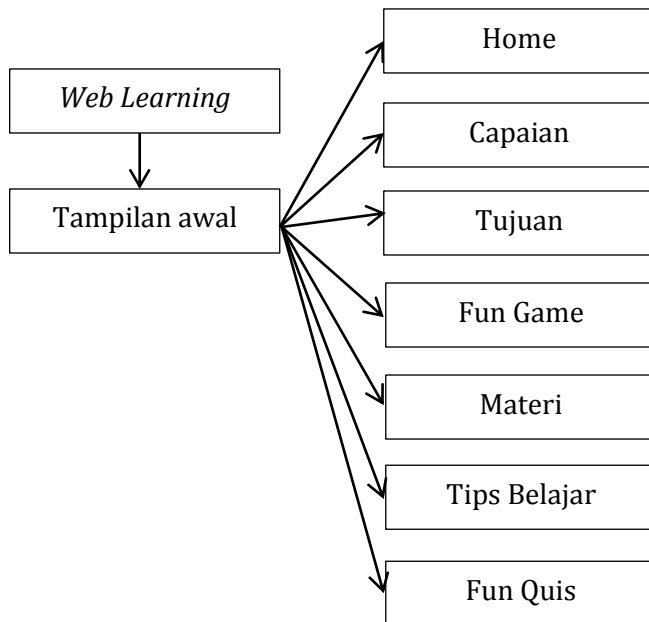 Web Learning
Tampilan awal
Home
Capaian
Tujuan
Fun Game
Materi
Tips Belajar
Fun Quis